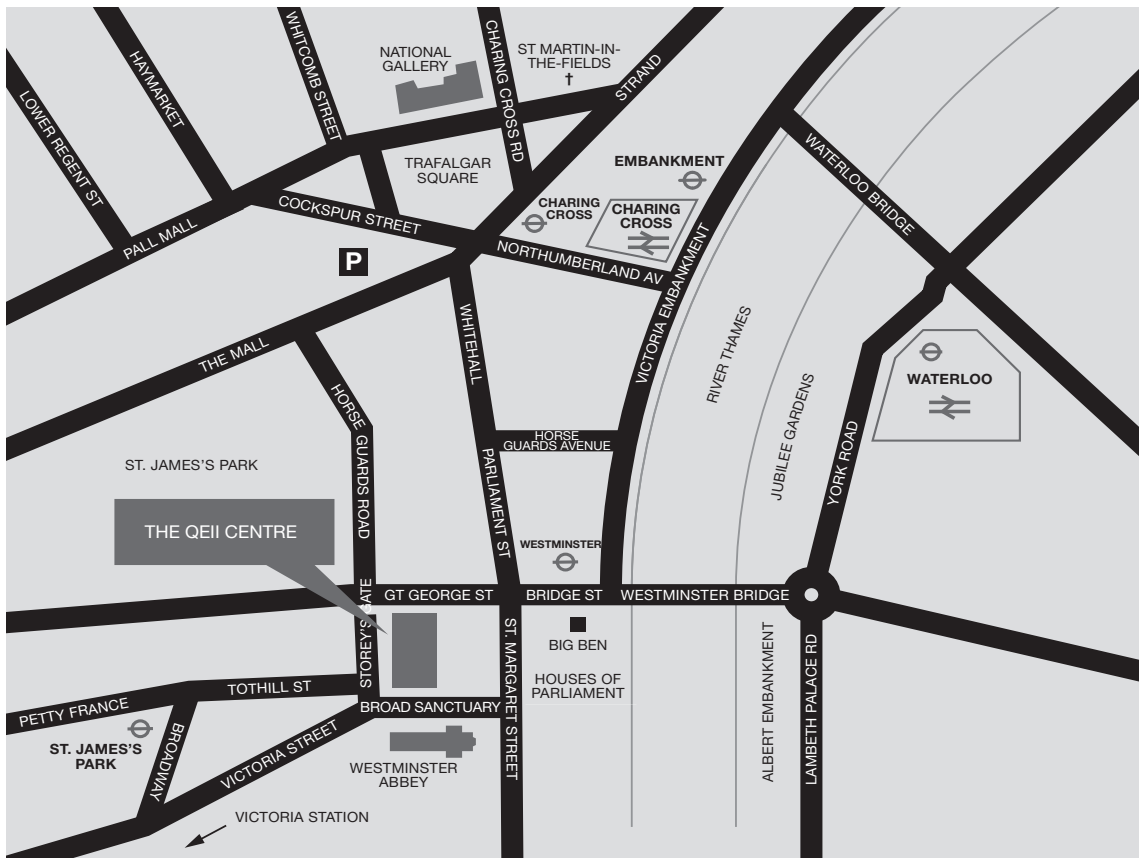 WHITCOMB STREET
CHARING CROSS RD
HAYMARKET
LOWER REGENT ST
NATIONAL
GALLERY
ST MARTIN-IN-
THE-FIELDS
STRAND
TRAFALGAR
SQUARE
EMBANKMENT
WATERLOO BRIDGE
COCKSPUR STREET
CHARING
CROSS
CHARING
CROSS
PALL MALL
P
NORTHUMBERLAND AV
VICTORIA EMBANKMENT
WHITEHALL
THE MALL
RIVER THAMES
WATERLOO
JUBILEE GARDENS
HORSE GUARDS ROAD
HORSE
GUARDS AVENUE
YORK ROAD
ST. JAMES'S PARK
PARLIAMENT ST
THE QEII CENTRE
WESTMINSTER
GT GEORGE ST
BRIDGE ST
WESTMINSTER BRIDGE
STOREY'S GATE
ST. MARGARET STREET
BIG BEN
HOUSES OF
PARLIAMENT
ALBERT EMBANKMENT
LAMBETH PALACE RD
TOTHILL ST
PETTY FRANCE
BROAD SANCTUARY
BROADWAY
VICTORIA STREET
ST. JAMES'S
PARK
WESTMINSTER
ABBEY
VICTORIA STATION